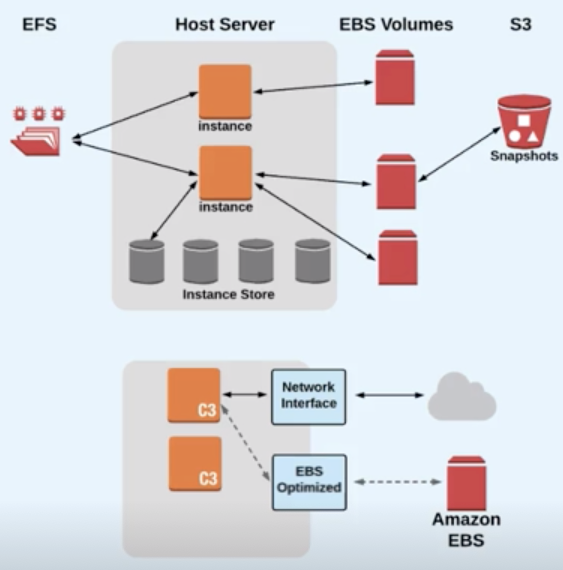 EFS
Host Server
EBS Volumes
S3
instance
Snapshots
instance
Instance Store
C3
Network
Interface
C3
EBS
Optimized
Amazon
EBS